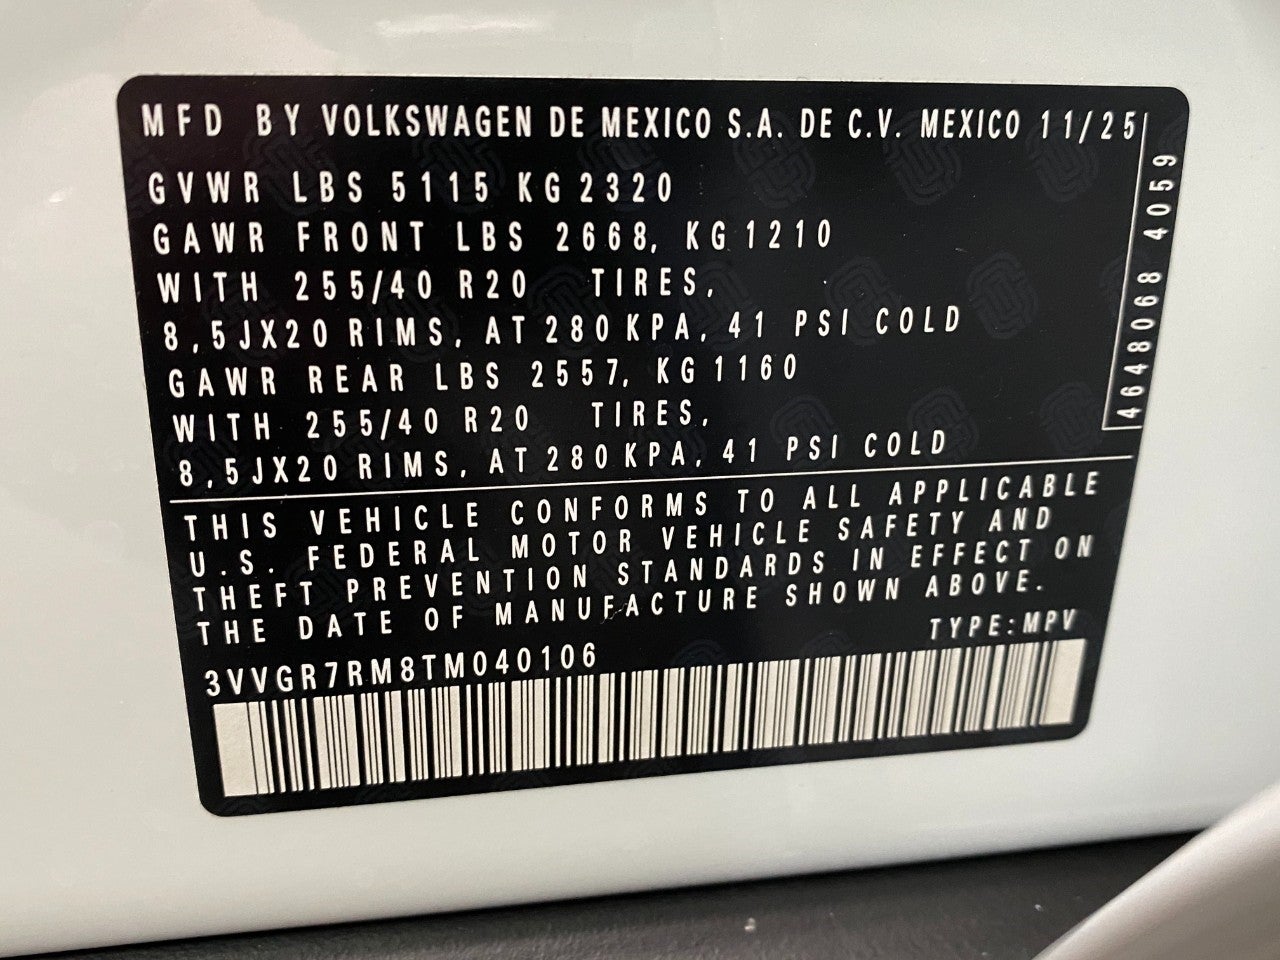 MFD BY VOLKSWAGEN DE MEXICO S.A. DE C.V. MEXICO 11/25
GVWR LBS 5115 KG 2320
GAWR FRONT LBS 2668, KG 1210
WITH 255/40 R20 TIRES,
8,5JX20 RIMS, AT 280 KPA, 41 PSI COLD
GAWR REAR LBS 2557, KG 1160
WITH 255/40 R20 TIRES,
8,5JX20 RIMS, AT 280 KPA, 41 PSI COLD
4648068 4059
THIS VEHICLE CONFORMS TO ALL APPLICABLE
U.S. FEDERAL MOTOR VEHICLE SAFETY AND
THEFT PREVENTION STANDARDS IN EFFECT ON
THE DATE OF MANUFACTURE SHOWN ABOVE.
TYPE:MPV
3VVGR7RM8TM040106